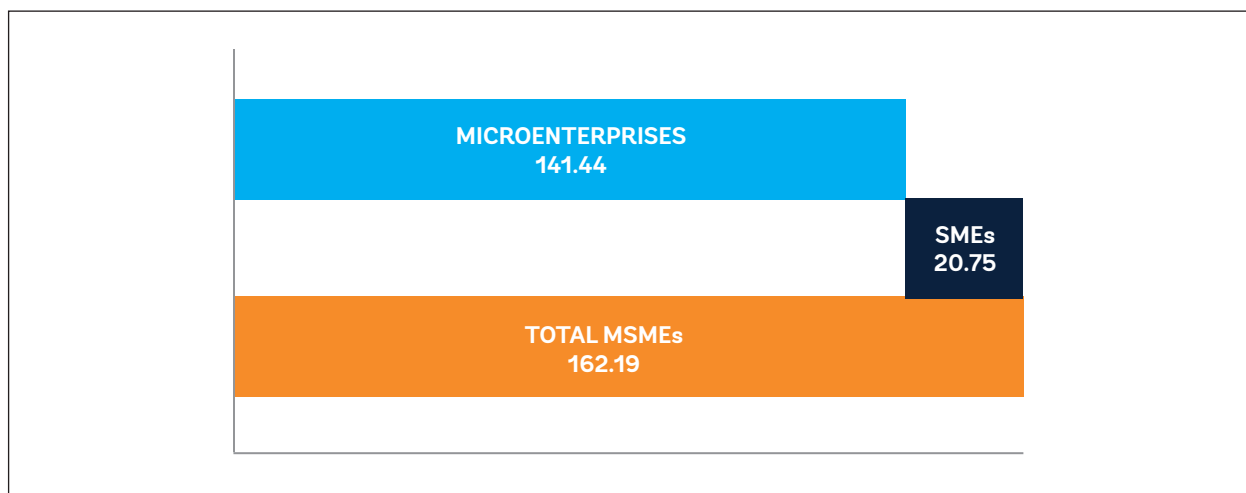 MICROENTERPRISES
141.44
SMEs
20.75
TOTAL MSMEs
162.19